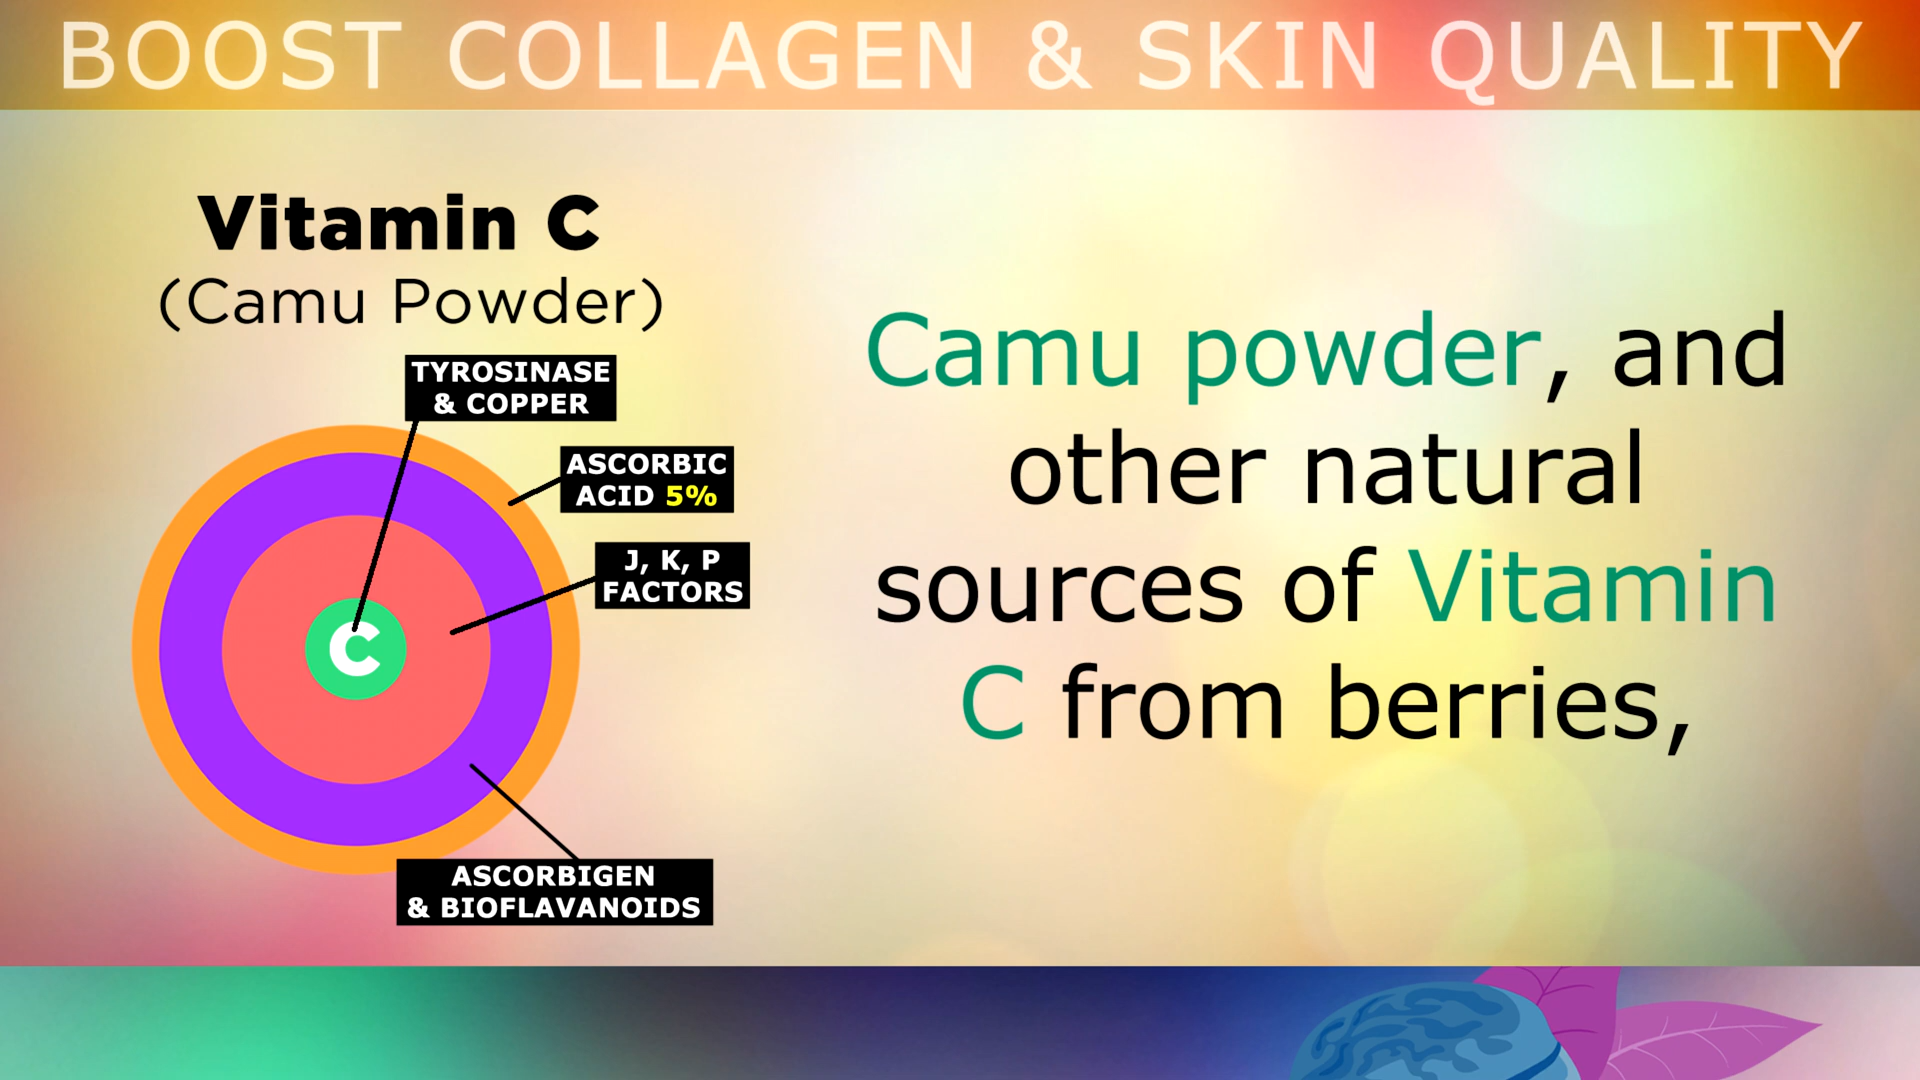 BOOST COLLAGEN & SKIN QUALITY
Vitamin C
(Camu Powder)
TYROSINASE
& COPPER
ASCORBIC
ACID 5%
J, K, P
FACTORS
C
ASCORBIGEN
& BIOFLAVANOIDS
Camu powder, and
other natural
sources of Vitamin
C from berries,